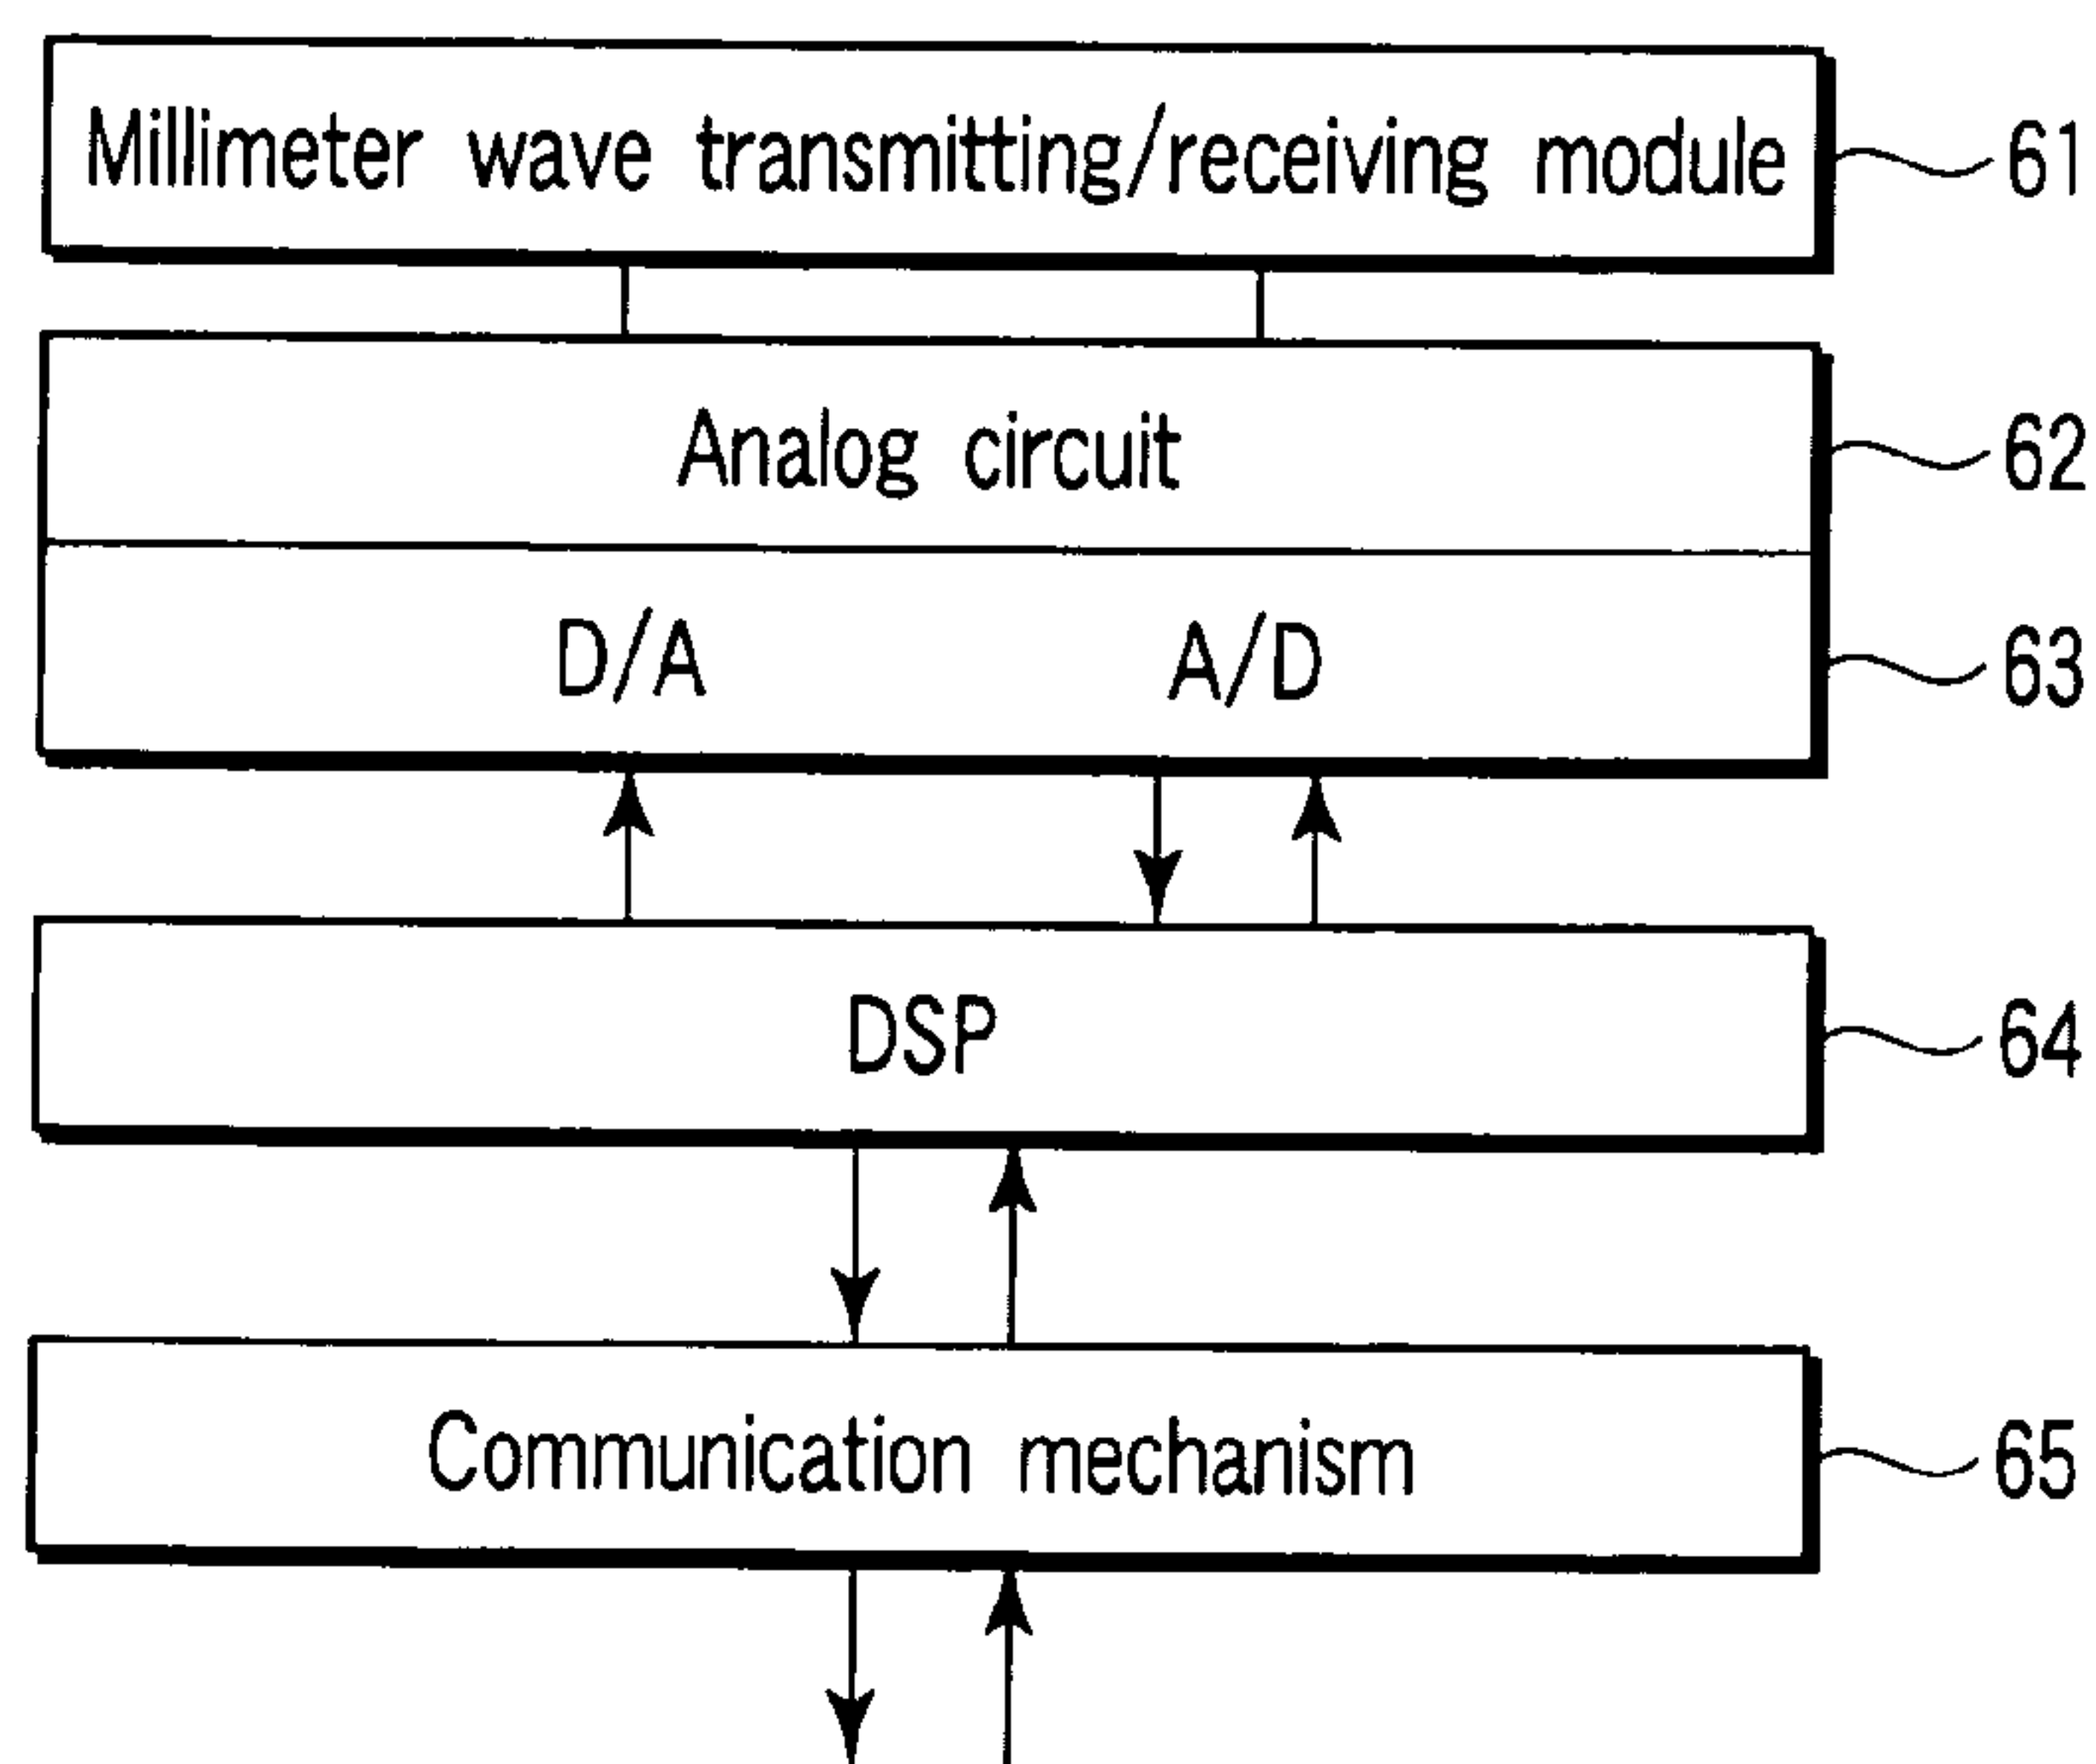 Millimeter wave transmitting/receiving module 61
Analog circuit 62
D/A A/D 63
DSP 64
Communication mechanism 65